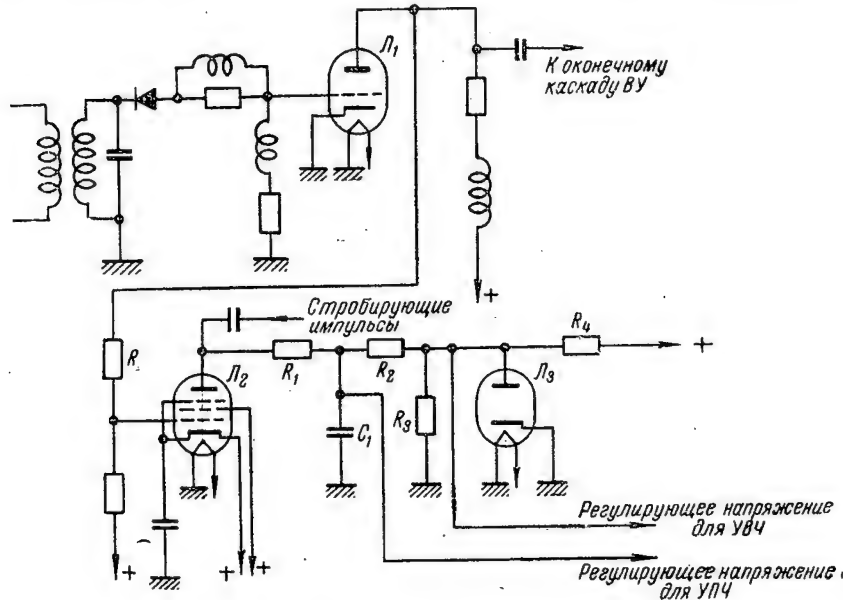 Л1
К оконечному
каскаду ВУ
+
Стробирующие
импульсы
R
Л2
R1
R2
R4
+
Л3
R3
C1
+
+
+
Регулирующее напряжение
для УВЧ
Регулирующее напряжение
для УПЧ